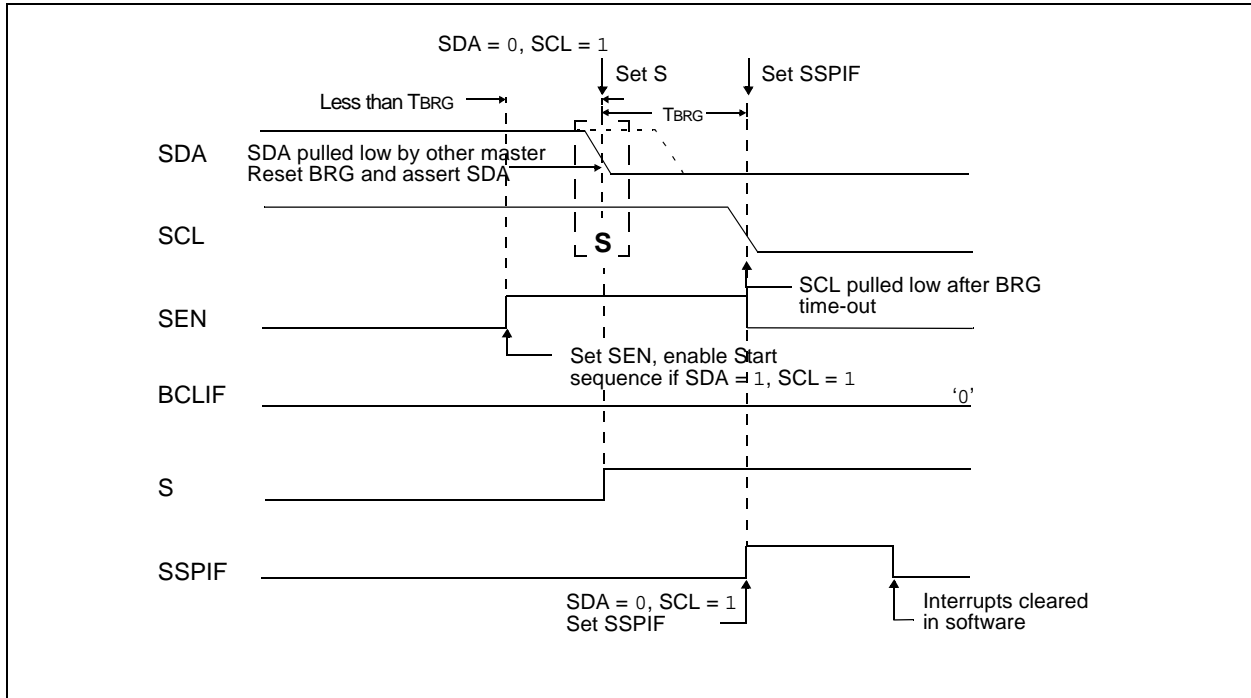 SDA = 0, SCL = 1
Set S
Set SSPIF
Less than TBRG
TBRG
SDA
SDA pulled low by other master
Reset BRG and assert SDA
SCL
S
SCL pulled low after BRG
time-out
SEN
Set SEN, enable Start
sequence if SDA = 1, SCL = 1
BCLIF
‘0’
S
SSPIF
SDA = 0, SCL = 1
Set SSPIF
Interrupts cleared
in software